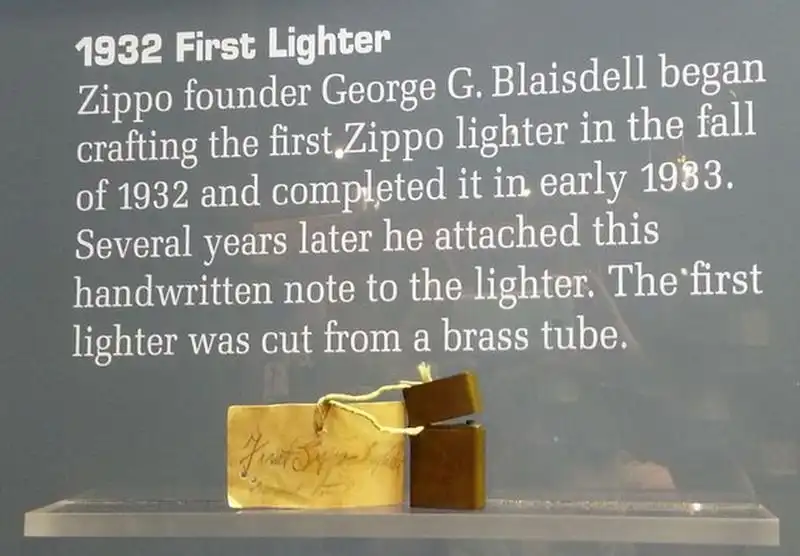 1932 First Lighter
Zippo founder George G. Blaisdell began
crafting the first Zippo lighter in the fall
of 1932 and completed it in early 1933.
Several years later he attached this
handwritten note to the lighter. The first
lighter was cut from a brass tube.
First Zippo